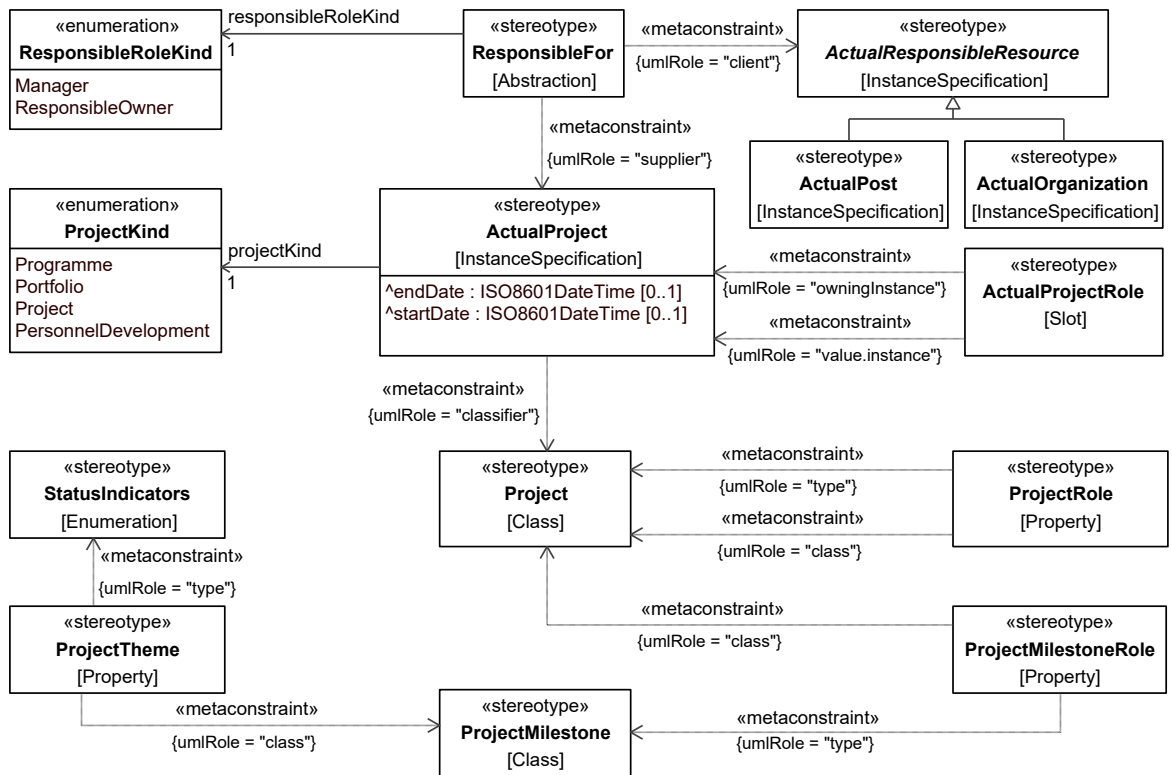 «enumeration»
ResponsibleRoleKind
Manager
ResponsibleOwner
responsibleRoleKind
1
«stereotype»
ResponsibleFor
[Abstraction]
«metaconstraint»
{umlRole = "client"}
«stereotype»
ActualResponsibleResource
[InstanceSpecification]
«metaconstraint»
{umlRole = "supplier"}
«stereotype»
ActualPost
[InstanceSpecification]
«stereotype»
ActualOrganization
[InstanceSpecification]
«enumeration»
ProjectKind
Programme
Portfolio
Project
PersonnelDevelopment
projectKind
1
«stereotype»
ActualProject
[InstanceSpecification]
^endDate : ISO8601DateTime [0..1]
^startDate : ISO8601DateTime [0..1]
«metaconstraint»
{umlRole = "owningInstance"}
«metaconstraint»
{umlRole = "value.instance"}
«stereotype»
ActualProjectRole
[Slot]
«metaconstraint»
{umlRole = "classifier"}
«stereotype»
StatusIndicators
[Enumeration]
«stereotype»
Project
[Class]
«metaconstraint»
{umlRole = "type"}
«metaconstraint»
{umlRole = "class"}
«stereotype»
ProjectRole
[Property]
«metaconstraint»
{umlRole = "type"}
«stereotype»
ProjectTheme
[Property]
«metaconstraint»
{umlRole = "class"}
«stereotype»
ProjectMilestoneRole
[Property]
«metaconstraint»
{umlRole = "class"}
«stereotype»
ProjectMilestone
[Class]
«metaconstraint»
{umlRole = "type"}